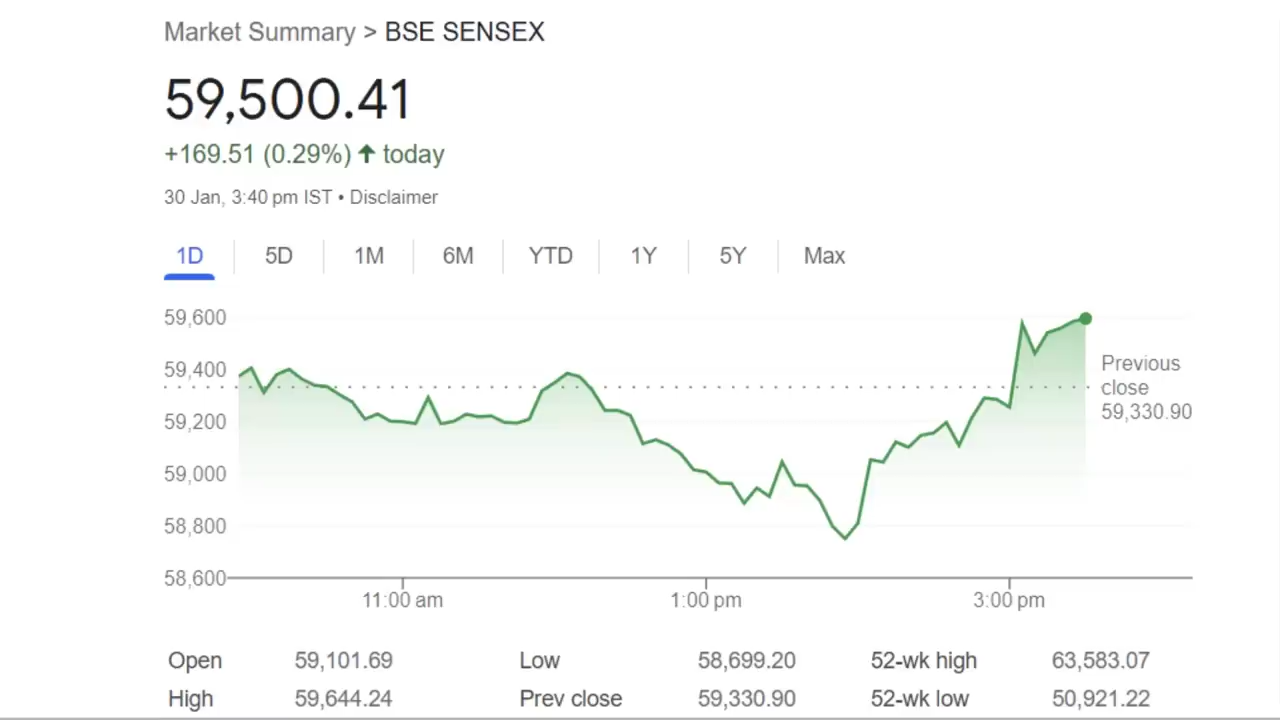 Market Summary > BSE SENSEX
59,500.41
+169.51 (0.29%) ↑ today
30 Jan, 3:40 pm IST • Disclaimer
1D 5D 1M 6M YTD 1Y 5Y Max
59,600
59,400
59,200
59,000
58,800
58,600
Previous
close
59,330.90
11:00 am 1:00 pm 3:00 pm
Open 59,101.69 Low 58,699.20 52-wk high 63,583.07
High 59,644.24 Prev close 59,330.90 52-wk low 50,921.22